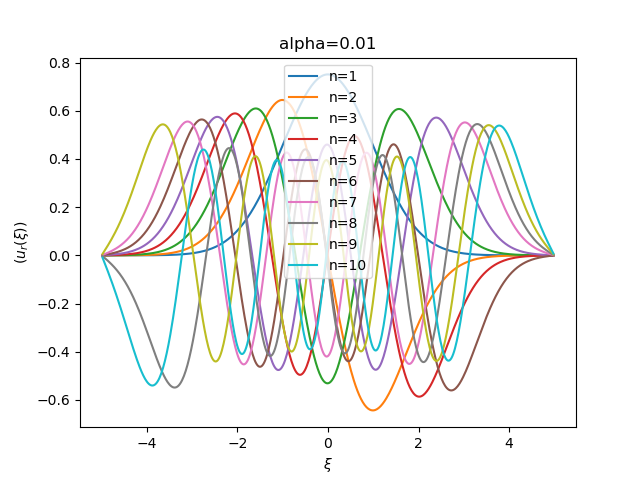 alpha=0.01
0.8
0.6
0.4
0.2
0.0
−0.2
−0.4
−0.6
⟨u_r(ξ)⟩
n=1
n=2
n=3
n=4
n=5
n=6
n=7
n=8
n=9
n=10
−4
−2
0
2
4
ξ